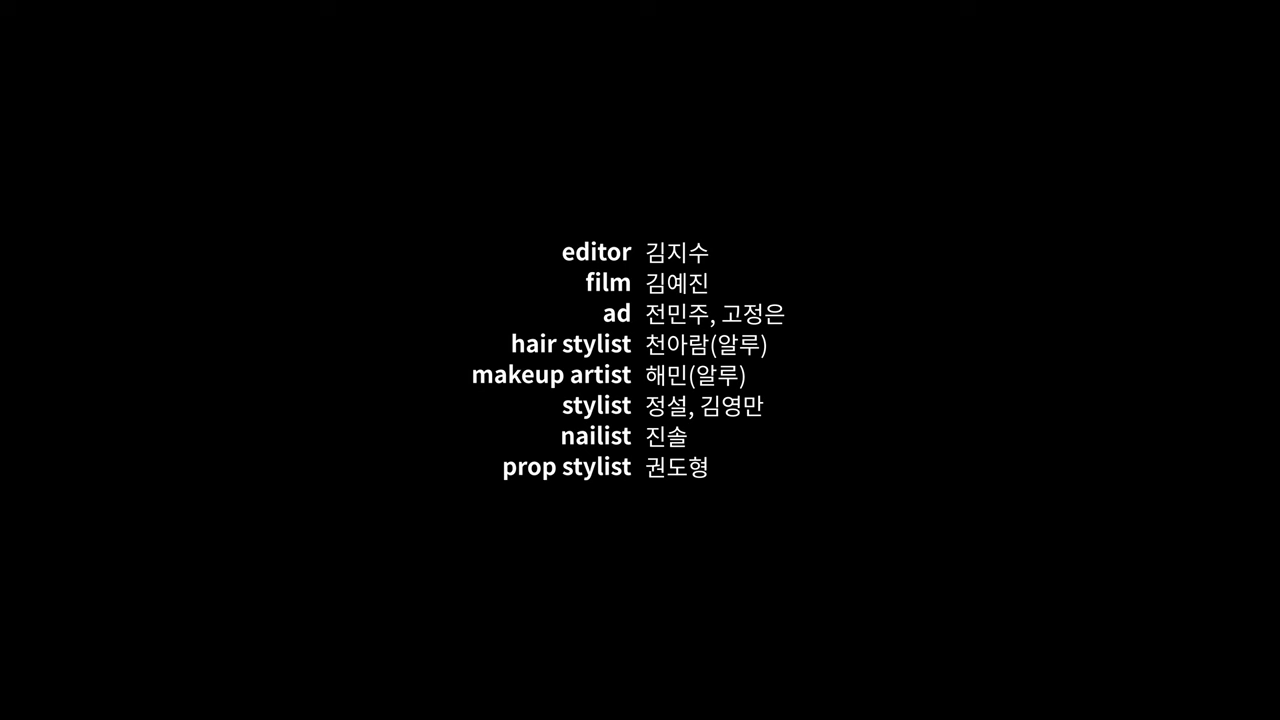 editor 김지수
film 김예진
ad 전민주, 고정은
hair stylist 천아람(알루)
makeup artist 해민(알루)
stylist 정설, 김영만
nailist 진솔
prop stylist 권도형